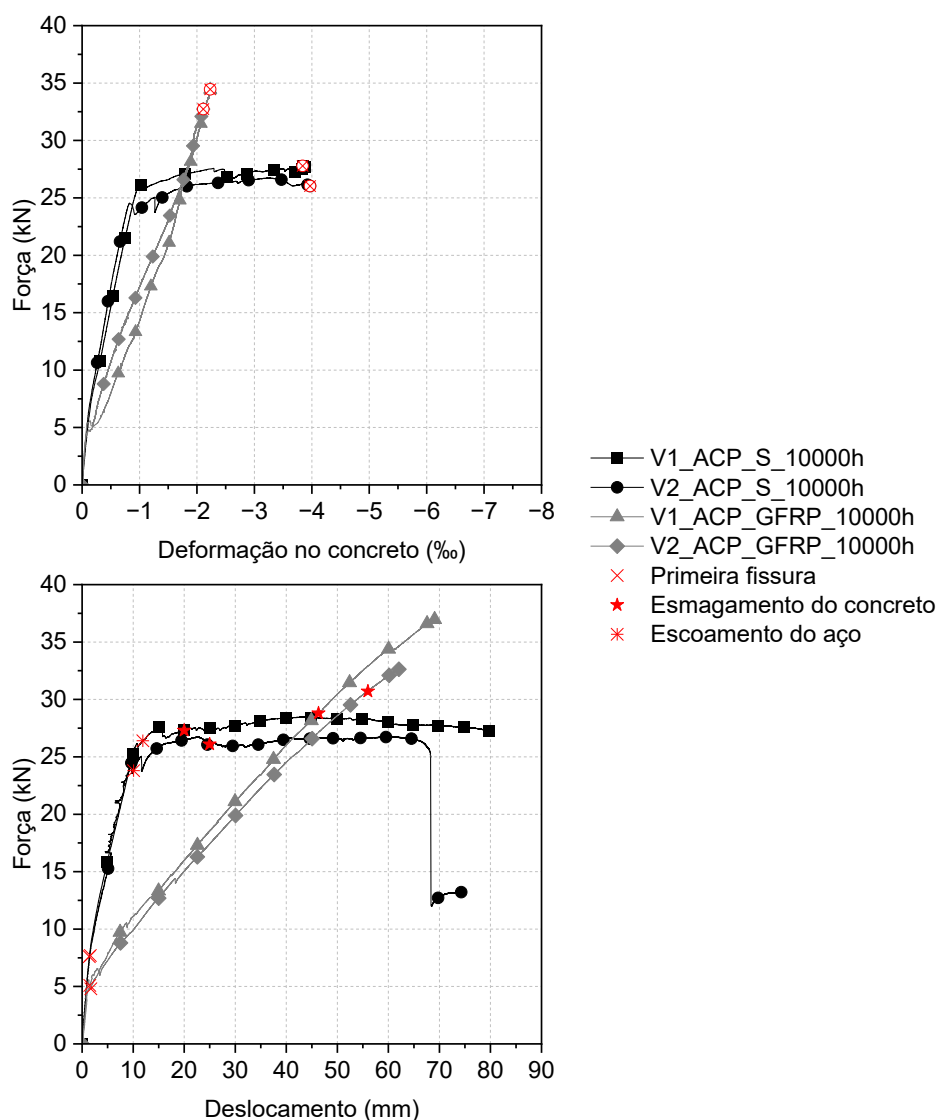 40
35
30
25
20
15
10
5
0
Força (kN)
0 −1 −2 −3 −4 −5 −6 −7 −8
Deformação no concreto (‰)
V1_ACP_S_10000h
V2_ACP_S_10000h
V1_ACP_GFRP_10000h
V2_ACP_GFRP_10000h
Primeira fissura
Esmagamento do concreto
Escoamento do aço
40
35
30
25
20
15
10
5
0
Força (kN)
0 10 20 30 40 50 60 70 80 90
Deslocamento (mm)